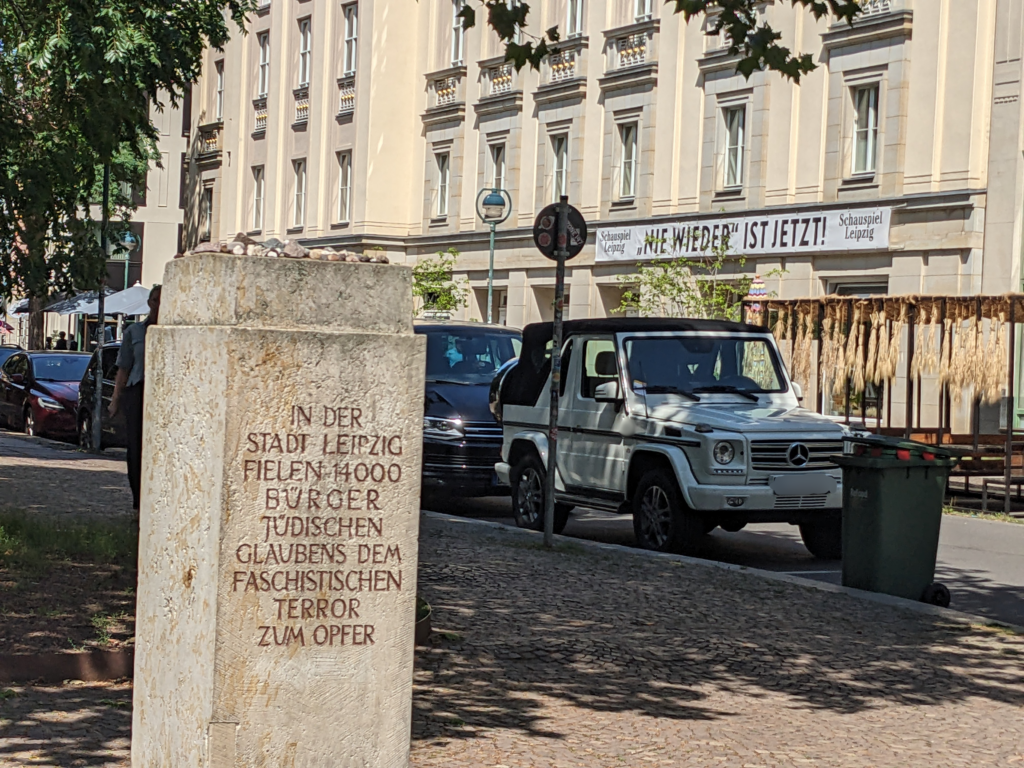 IN DER
STADT LEIPZIG
FIELEN 14000
BÜRGER
JÜDISCHEN
GLAUBENS DEM
FASCHISTISCHEN
TERROR
ZUM OPFER
Schauspiel
Leipzig
„NIE WIEDER“ IST JETZT!
Schauspiel
Leipzig